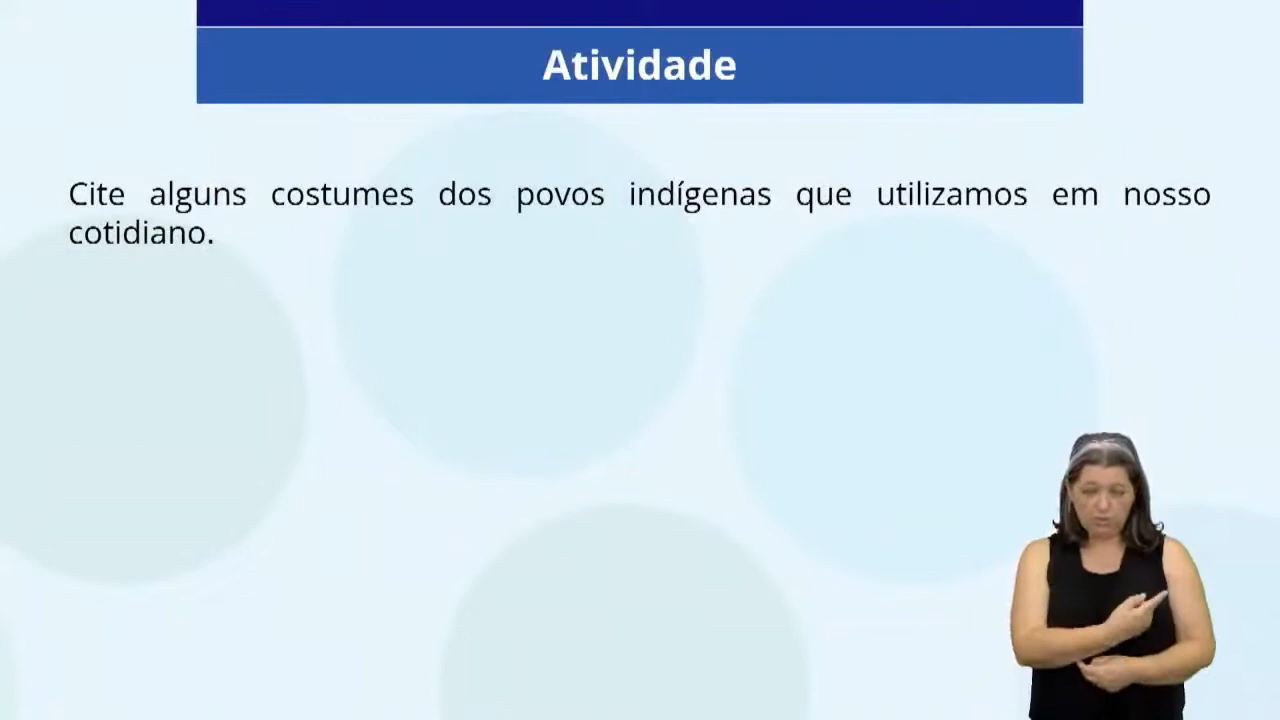 Atividade
Cite alguns costumes dos povos indígenas que utilizamos em nosso
cotidiano.